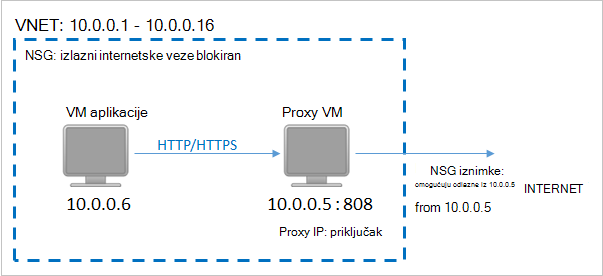 VNET: 10.0.0.1 - 10.0.0.16
NSG: izlazni internetske veze blokiran
VM aplikacije
Proxy VM
HTTP/HTTPS
10.0.0.6
10.0.0.5 : 808
Proxy IP: priključak
NSG iznimke:
omogućuju odlazne iz 10.0.0.5
from 10.0.0.5
INTERNET